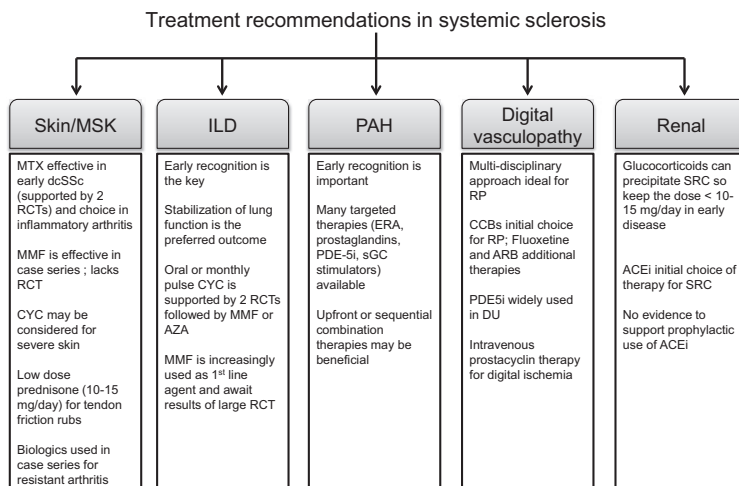 Treatment recommendations in systemic sclerosis
Skin/MSK
MTX effective in
early dcSSc
(supported by 2
RCTs) and choice in
inflammatory arthritis
MMF is effective in
case series ; lacks
RCT
CYC may be
considered for
severe skin
Low dose
prednisone (10-15
mg/day) for tendon
friction rubs
Biologics used in
case series for
resistant arthritis
ILD
Early recognition is
the key
Stabilization of lung
function is the
preferred outcome
Oral or monthly
pulse CYC is
supported by 2 RCTs
followed by MMF or
AZA
MMF is increasingly
used as 1st line
agent and await
results of large RCT
PAH
Early recognition is
important
Many targeted
therapies (ERA,
prostaglandins,
PDE-5i, sGC
stimulators)
available
Upfront or sequential
combination
therapies may be
beneficial
Digital
vasculopathy
Multi-disciplinary
approach ideal for
RP
CCBs initial choice
for RP; Fluoxetine
and ARB additional
therapies
PDE5i widely used
in DU
Intravenous
prostacyclin therapy
for digital ischemia
Renal
Glucocorticoids can
precipitate SRC so
keep the dose < 10-
15 mg/day in early
disease
ACEi initial choice of
therapy for SRC
No evidence to
support prophylactic
use of ACEi